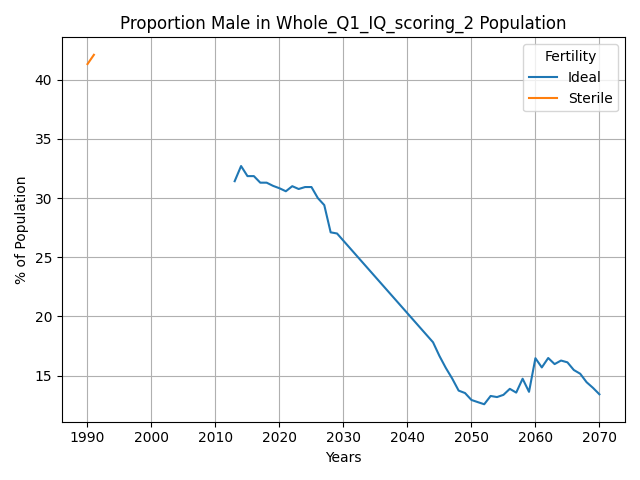 Proportion Male in Whole_Q1_IQ_scoring_2 Population
Fertility
Ideal
Sterile
% of Population
40
35
30
25
20
15
1990 2000 2010 2020 2030 2040 2050 2060 2070
Years